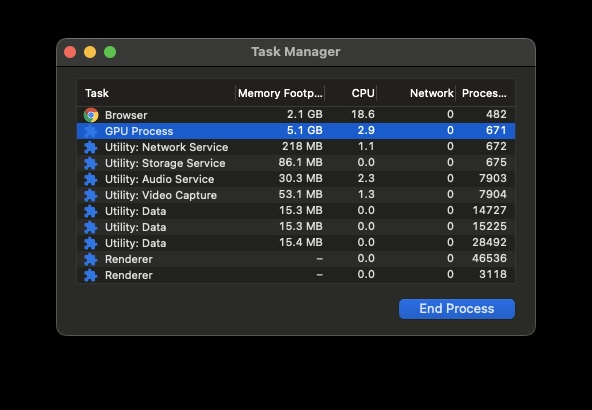 Task Manager
Task Memory Footp... CPU Network Proces...
Browser 2.1 GB 18.6 0 482
GPU Process 5.1 GB 2.9 0 671
Utility: Network Service 218 MB 1.1 0 672
Utility: Storage Service 86.1 MB 0.0 0 675
Utility: Audio Service 30.3 MB 2.3 0 7903
Utility: Video Capture 53.1 MB 1.3 0 7904
Utility: Data 15.3 MB 0.0 0 14727
Utility: Data 15.3 MB 0.0 0 15225
Utility: Data 15.4 MB 0.0 0 28492
Renderer – 0.0 0 46536
Renderer – 0.0 0 3118
End Process